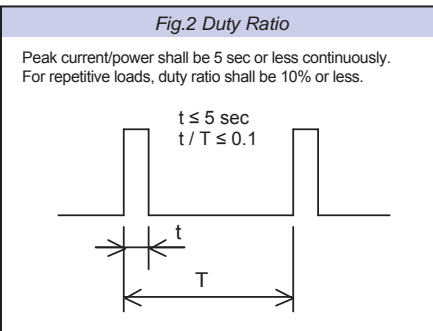 Fig.2 Duty Ratio
Peak current/power shall be 5 sec or less continuously.
For repetitive loads, duty ratio shall be 10% or less.
t ≤ 5 sec
t / T ≤ 0.1
t
T